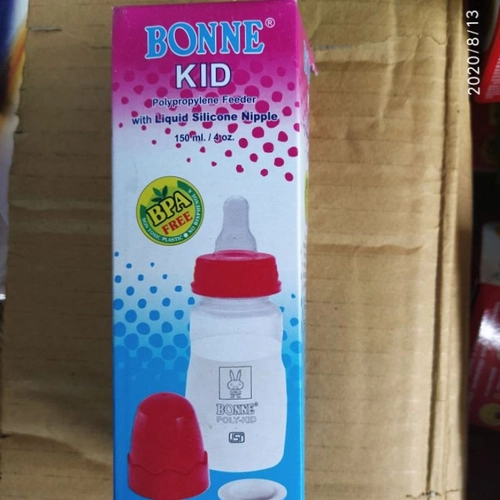 BONNE®
KID
Polypropylene Feeder
with Liquid Silicone Nipple
150 ml. / 4 oz.
BPA
FREE
BONNE®
POLY-KID
ISI
2020/8/13